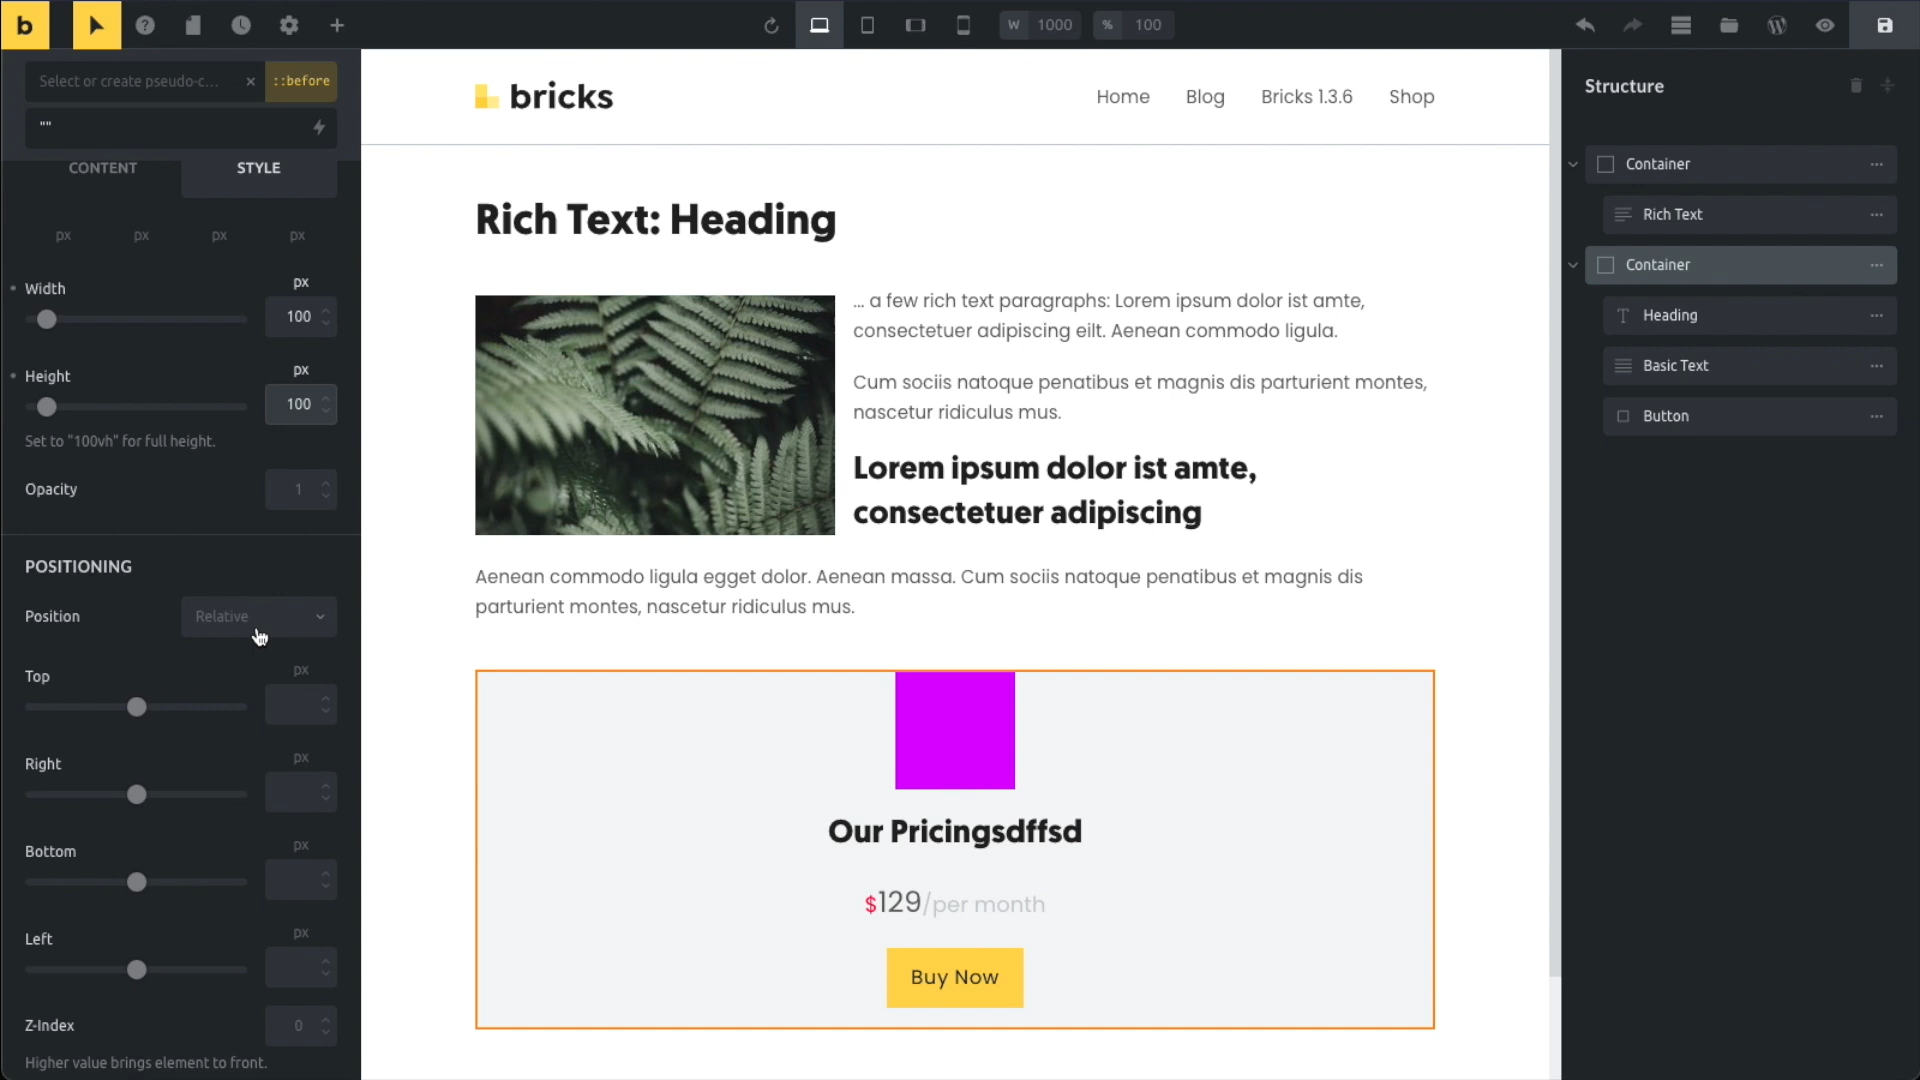 b
W 1000 % 100
Select or create pseudo-c... × ::before
""
CONTENT STYLE
px px px px
Width px
100
Height px
100
Set to "100vh" for full height.
Opacity 1
POSITIONING
Position Relative
Top px
Right px
Bottom px
Left px
Z-Index 0
Higher value brings element to front.
bricks
Home Blog Bricks 1.3.6 Shop
Rich Text: Heading
... a few rich text paragraphs: Lorem ipsum dolor ist amte,
consectetuer adipiscing eilt. Aenean commodo ligula.
Cum sociis natoque penatibus et magnis dis parturient montes,
nascetur ridiculus mus.
Lorem ipsum dolor ist amte,
consectetuer adipiscing
Aenean commodo ligula egget dolor. Aenean massa. Cum sociis natoque penatibus et magnis dis
parturient montes, nascetur ridiculus mus.
Our Pricingsdffsd
$129/per month
Buy Now
Structure
Container
Rich Text
Container
Heading
Basic Text
Button